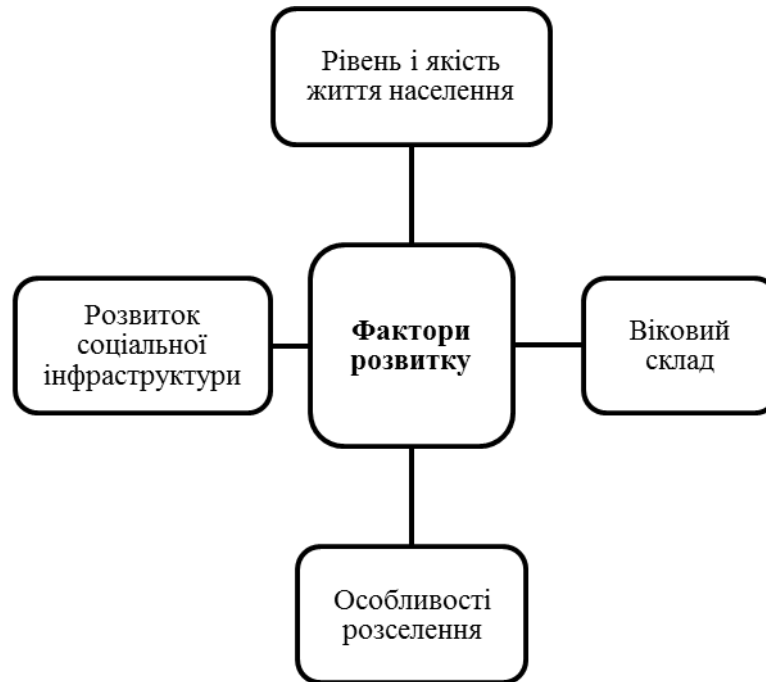 Рівень і якість
життя населення
Розвиток
соціальної
інфраструктури
Фактори
розвитку
Віковий
склад
Особливості
розселення